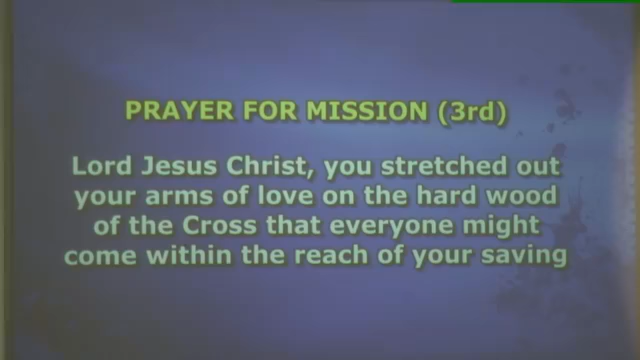 PRAYER FOR MISSION (3rd)
Lord Jesus Christ, you stretched out
your arms of love on the hard wood
of the Cross that everyone might
come within the reach of your saving